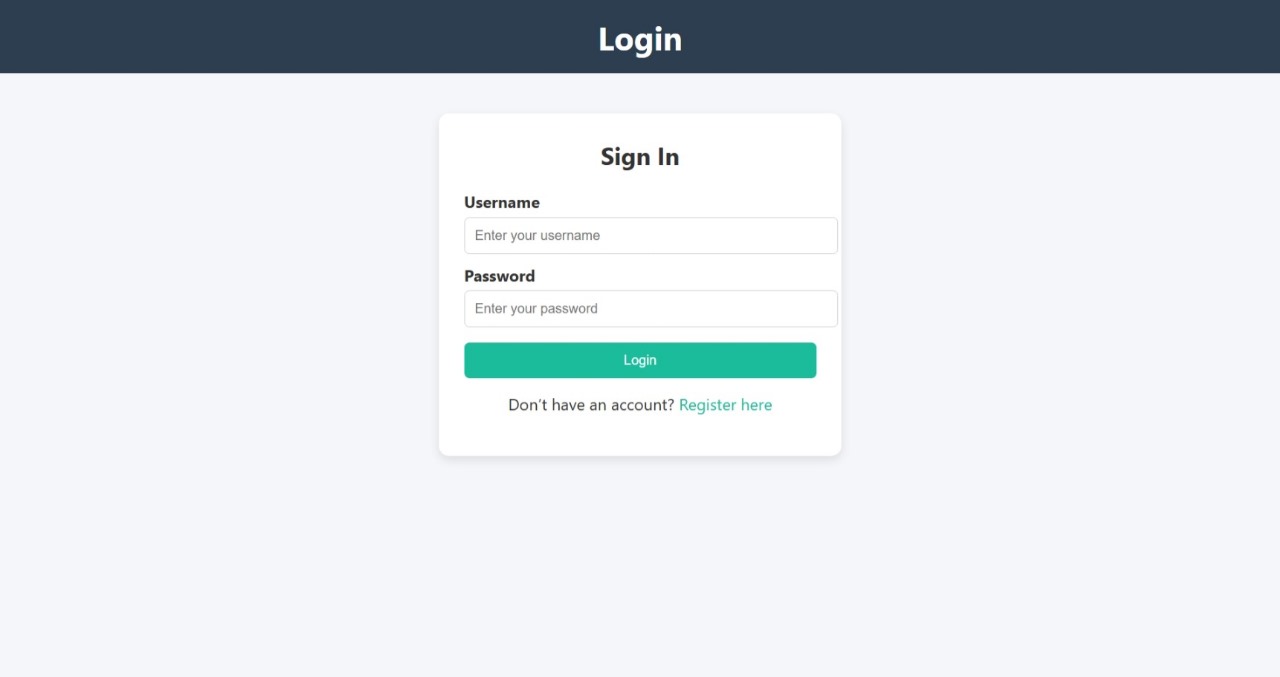 Login
Sign In
Username
Enter your username
Password
Enter your password
Login
Don't have an account? Register here